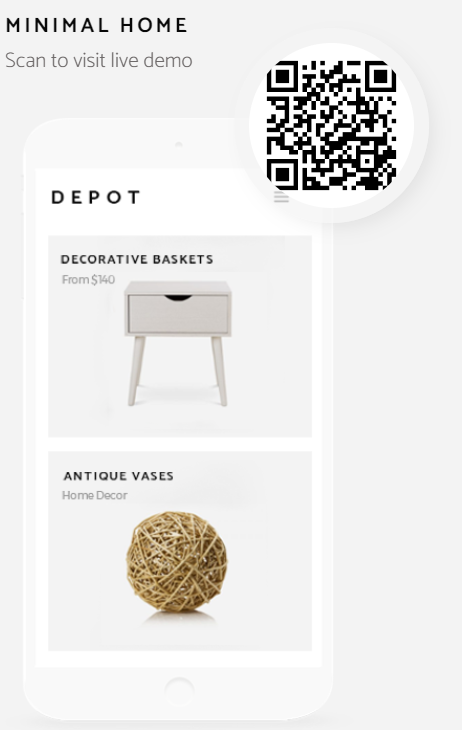 MINIMAL HOME
Scan to visit live demo
DEPOT
DECORATIVE BASKETS
From $140
ANTIQUE VASES
Home Decor